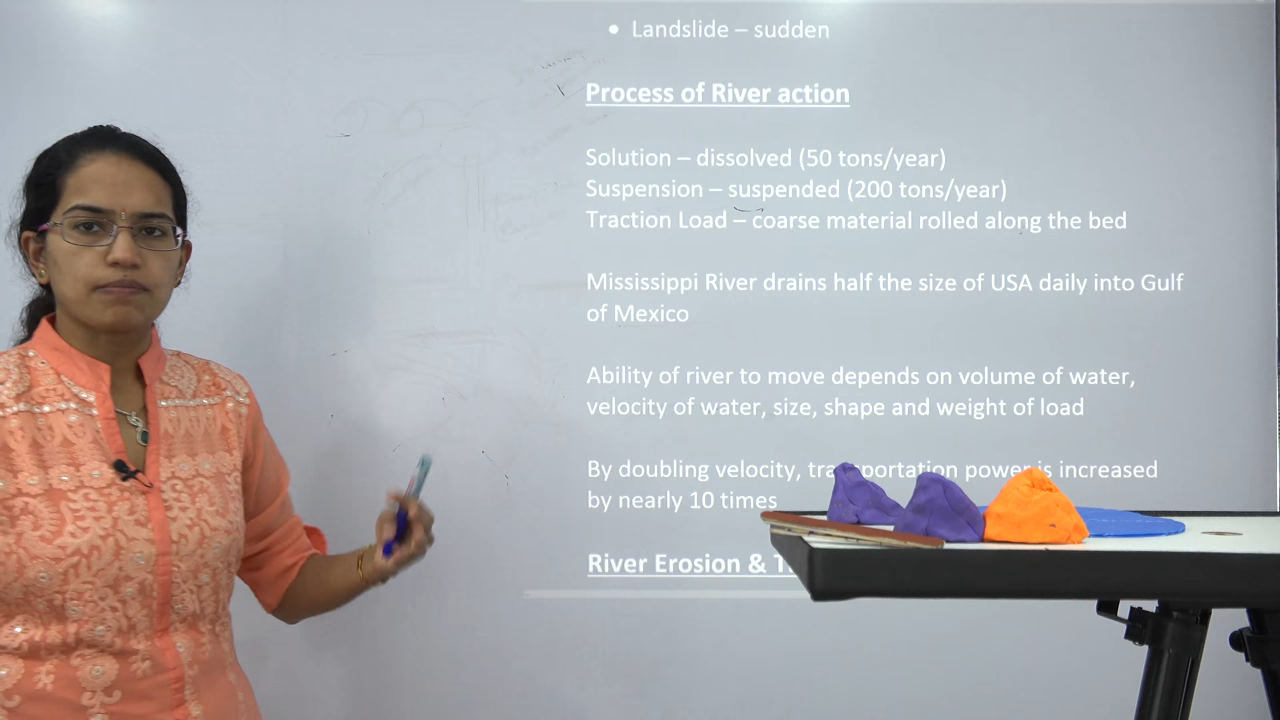 • Landslide – sudden
Process of River action
Solution – dissolved (50 tons/year)
Suspension – suspended (200 tons/year)
Traction Load – coarse material rolled along the bed
Mississippi River drains half the size of USA daily into Gulf
of Mexico
Ability of river to move depends on volume of water,
velocity of water, size, shape and weight of load
By doubling velocity, transportation power is increased
by nearly 10 times
River Erosion &